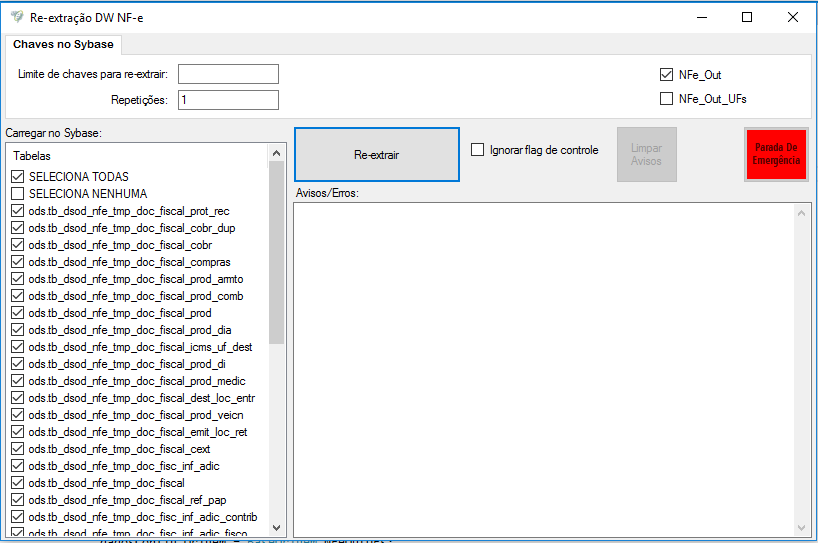 Re-extração DW NF-e
Chaves no Sybase
Limite de chaves para re-extrair:
NFe_Out
Repetições: 1
NFe_Out_UFs
Carregar no Sybase:
Re-extrair
Ignorar flag de controle
Limpar
Avisos
Parada De
Emergência
Avisos/Erros:
Tabelas
SELECIONA TODAS
SELECIONA NENHUMA
ods.tb_dsod_nfe_tmp_doc_fiscal_prot_rec
ods.tb_dsod_nfe_tmp_doc_fiscal_cobr_dup
ods.tb_dsod_nfe_tmp_doc_fiscal_cobr
ods.tb_dsod_nfe_tmp_doc_fiscal_compras
ods.tb_dsod_nfe_tmp_doc_fiscal_prod_armto
ods.tb_dsod_nfe_tmp_doc_fiscal_prod_comb
ods.tb_dsod_nfe_tmp_doc_fiscal_prod
ods.tb_dsod_nfe_tmp_doc_fiscal_prod_dia
ods.tb_dsod_nfe_tmp_doc_fiscal_icms_uf_dest
ods.tb_dsod_nfe_tmp_doc_fiscal_prod_di
ods.tb_dsod_nfe_tmp_doc_fiscal_prod_medic
ods.tb_dsod_nfe_tmp_doc_fiscal_dest_loc_entr
ods.tb_dsod_nfe_tmp_doc_fiscal_prod_veicn
ods.tb_dsod_nfe_tmp_doc_fiscal_emit_loc_ret
ods.tb_dsod_nfe_tmp_doc_fiscal_cext
ods.tb_dsod_nfe_tmp_doc_fisc_inf_adic
ods.tb_dsod_nfe_tmp_doc_fiscal
ods.tb_dsod_nfe_tmp_doc_fiscal_ref_pap
ods.tb_dsod_nfe_tmp_doc_fisc_inf_adic_contrib
ods.tb_dsod_nfe_tmp_doc_fisc_inf_adic_fisco